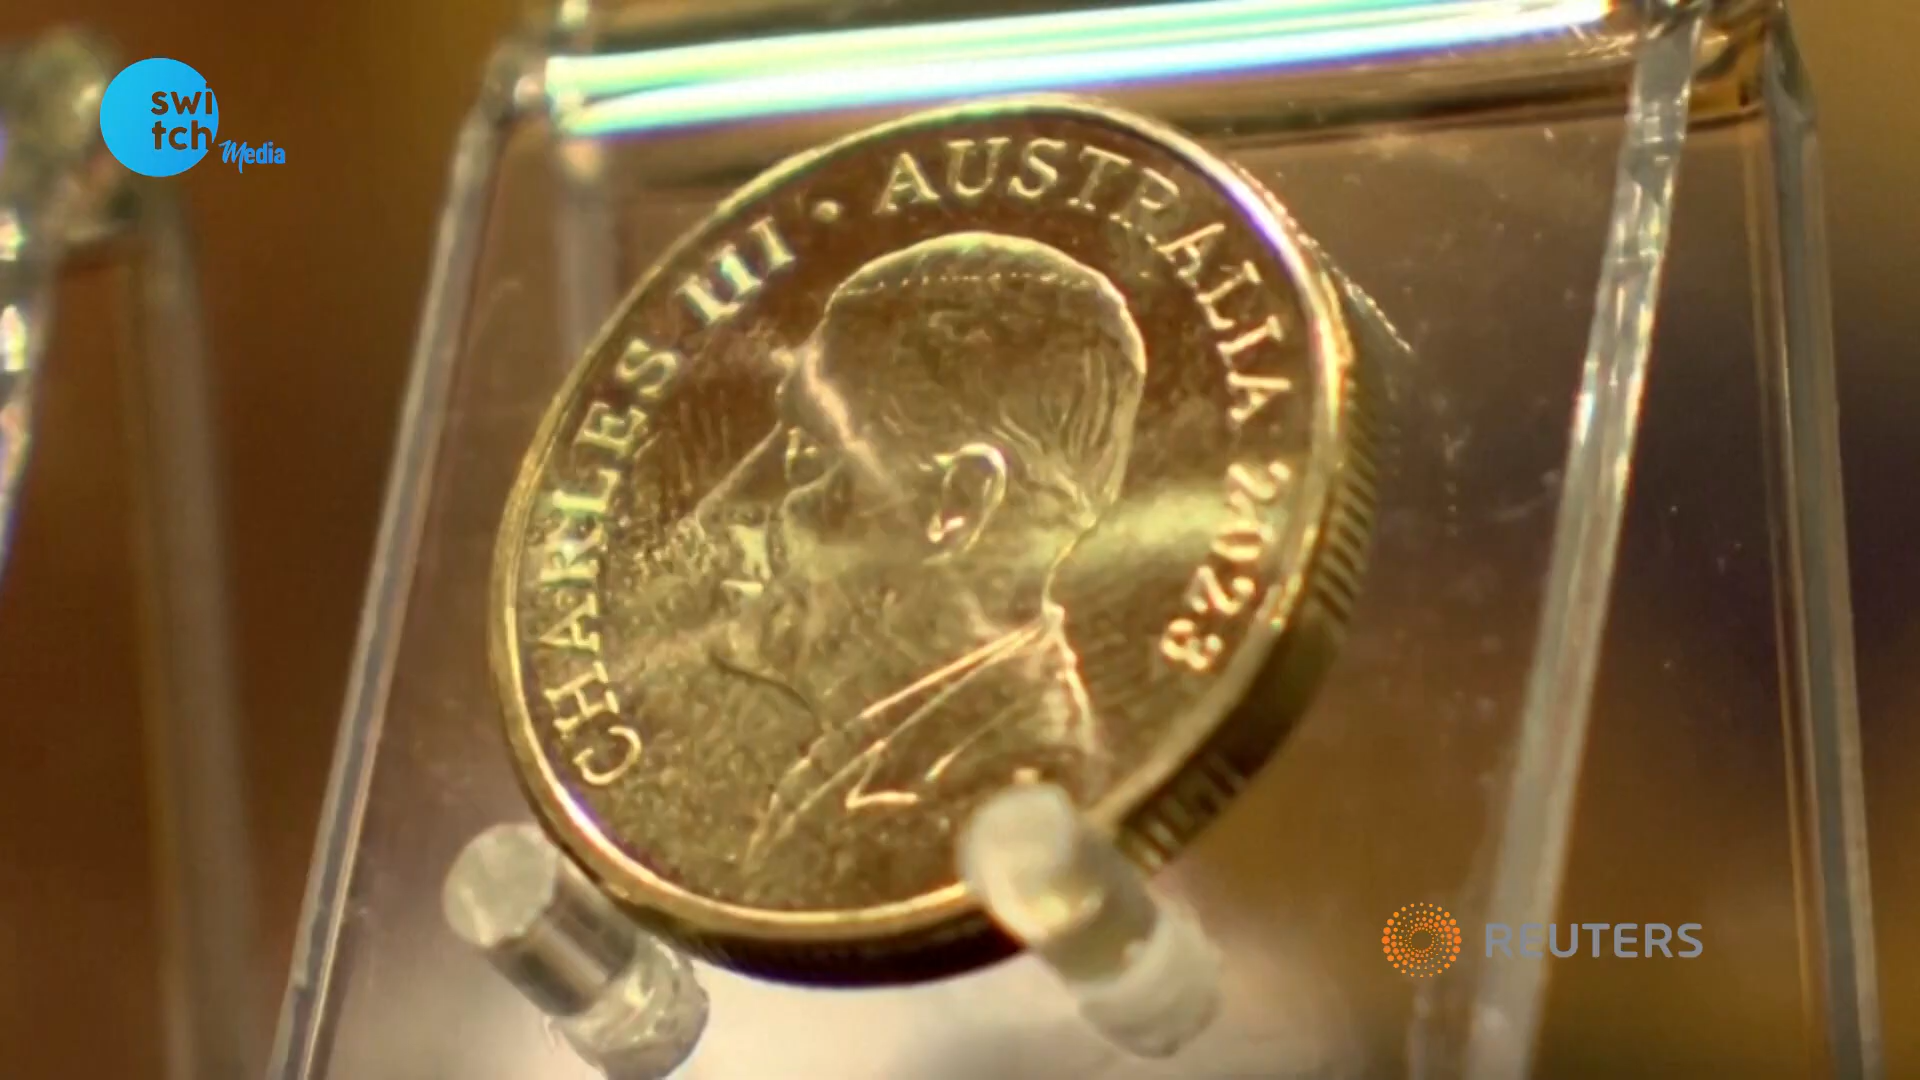 swi
tch
Media
CHARLES III · AUSTRALIA 2023
REUTERS